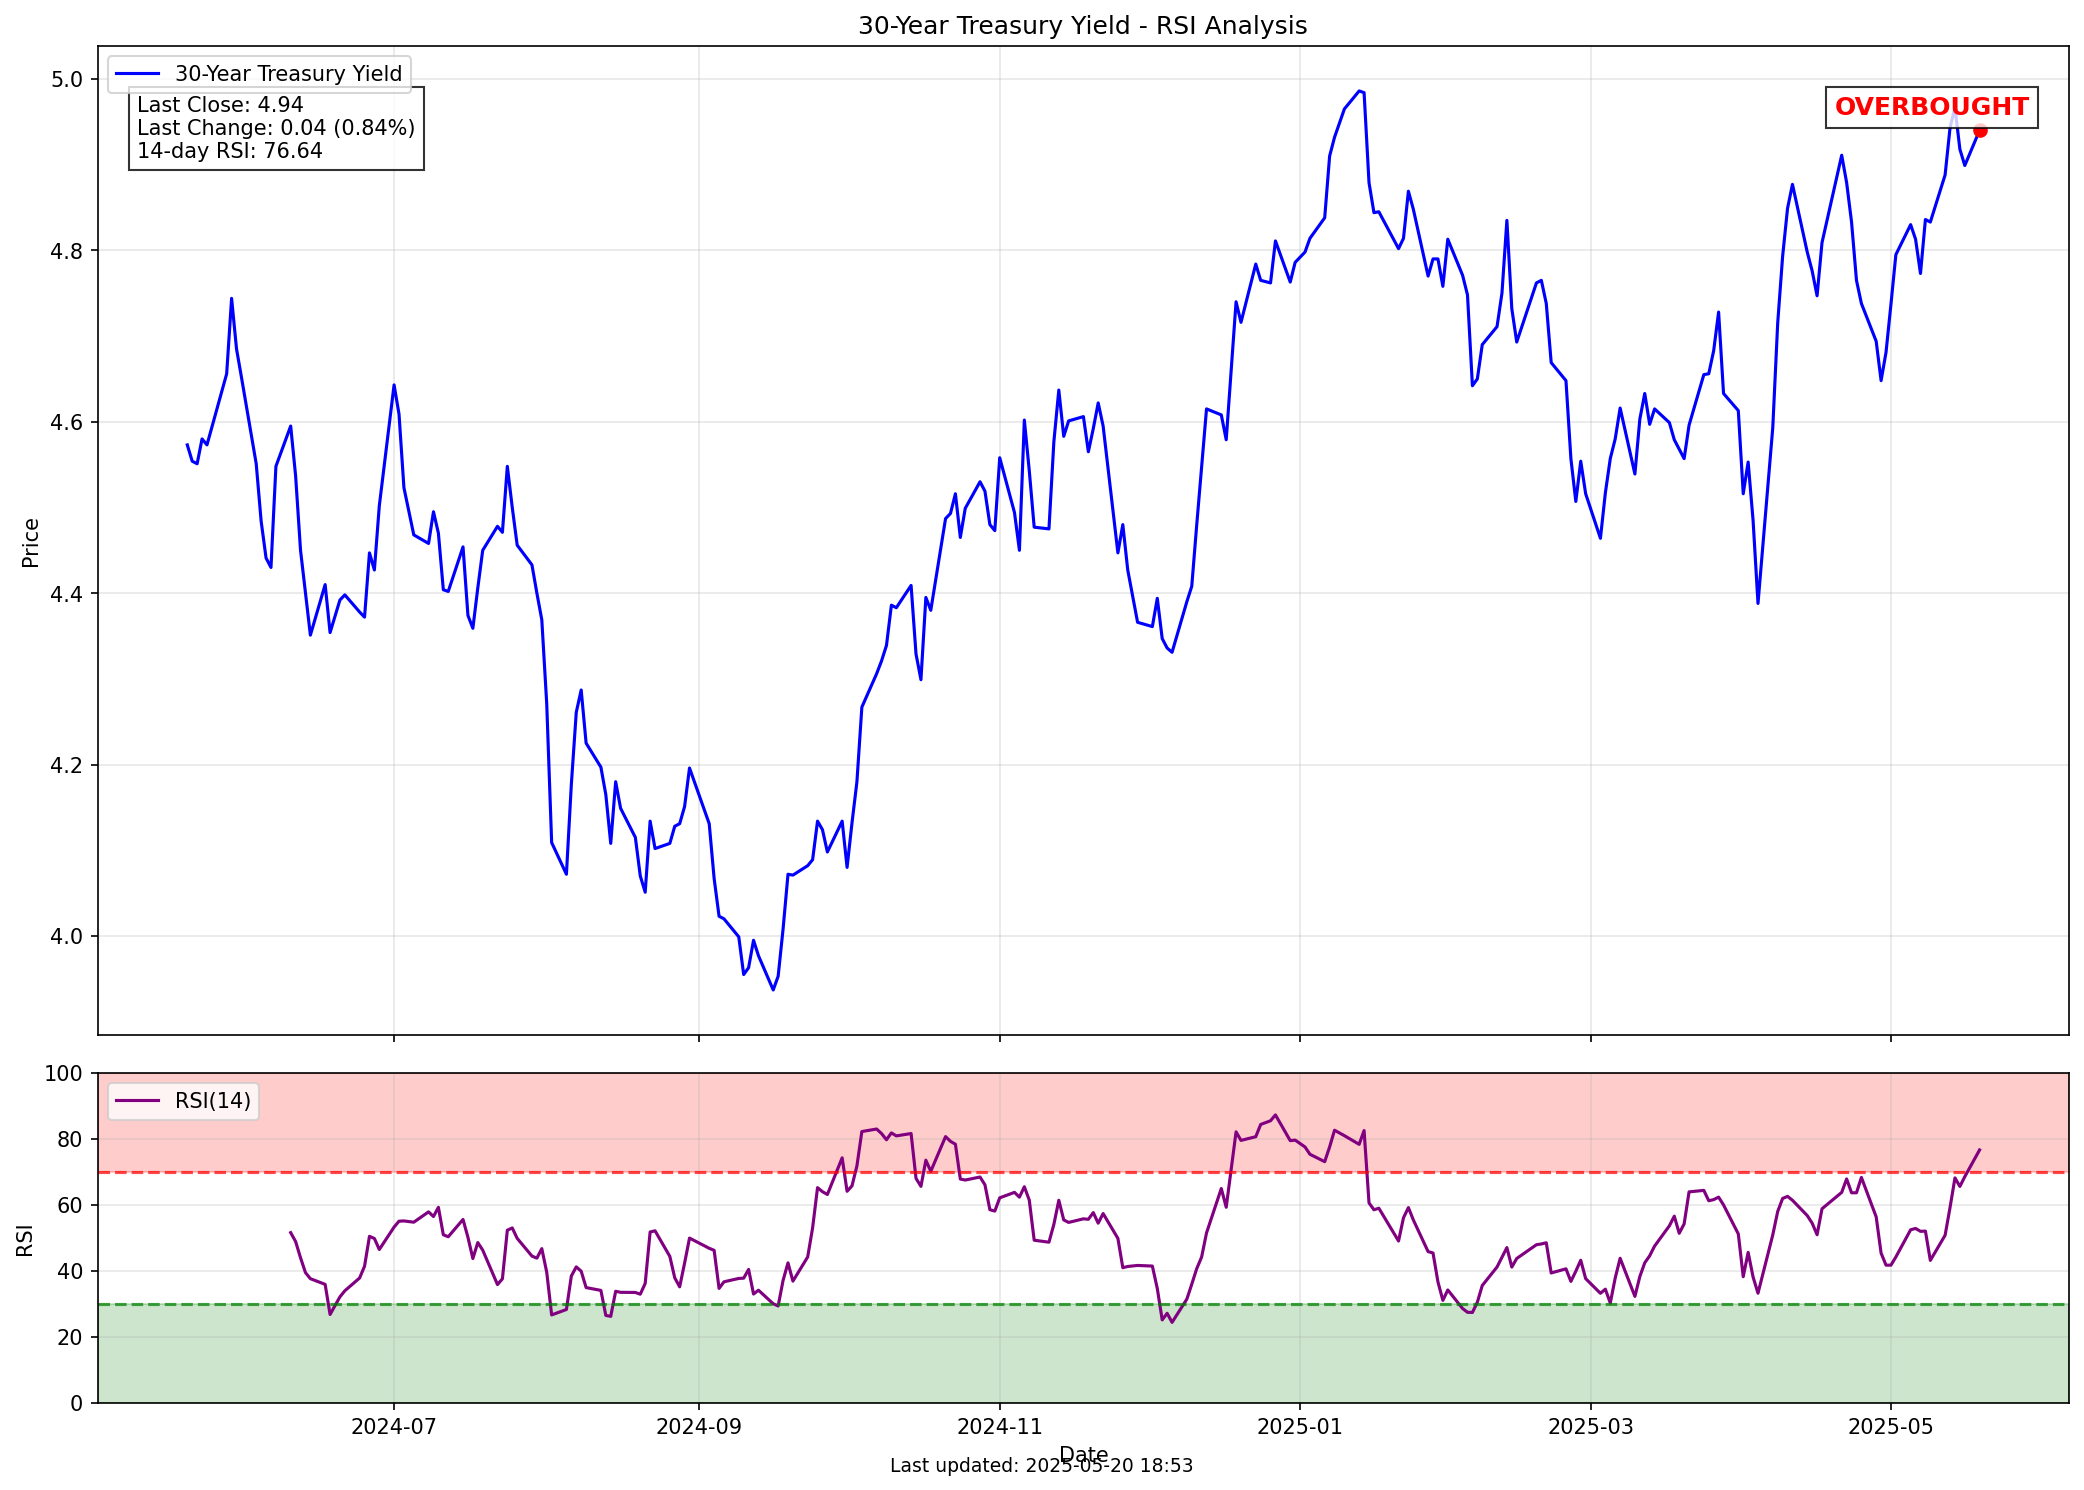 30-Year Treasury Yield - RSI Analysis
30-Year Treasury Yield
Last Close: 4.94
Last Change: 0.04 (0.84%)
14-day RSI: 76.64
OVERBOUGHT
5.0
4.8
4.6
4.4
4.2
4.0
Price
RSI(14)
100
80
60
40
20
0
RSI
2024-07
2024-09
2024-11
2025-01
2025-03
2025-05
Date
Last updated: 2025-05-20 18:53